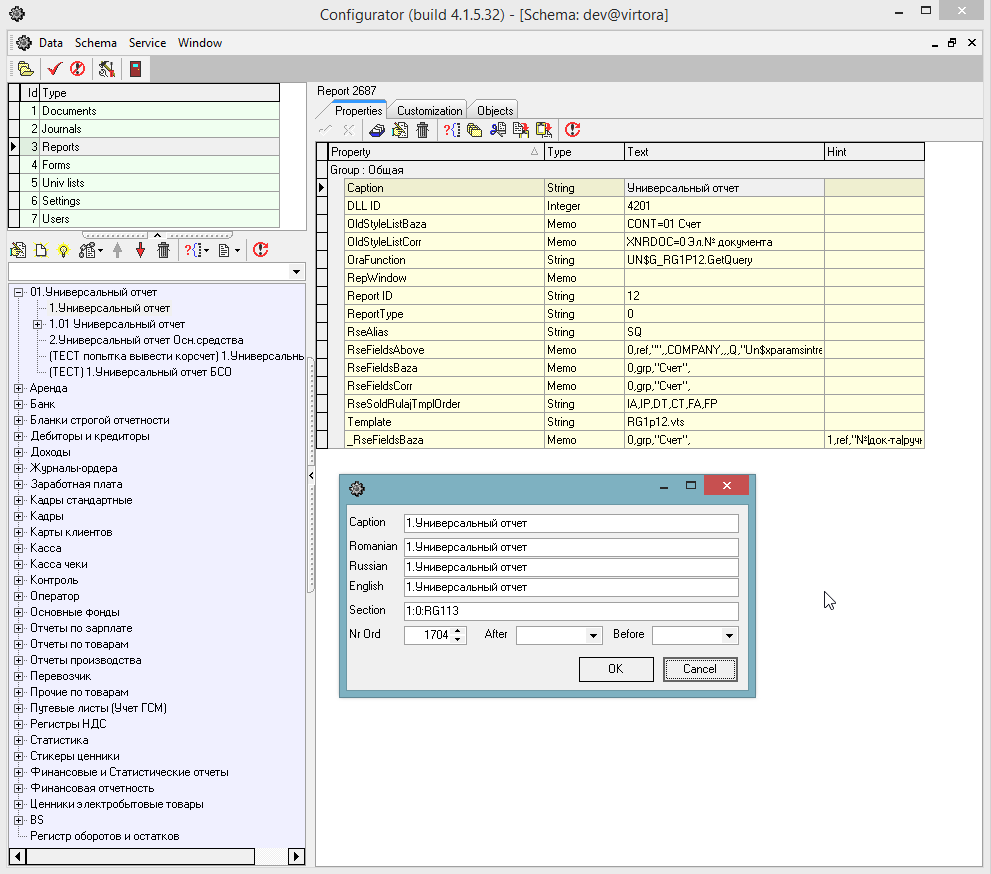 Configurator (build 4.1.5.32) - [Schema: dev@virtora]
Data Schema Service Window
Id Type
1 Documents
2 Journals
3 Reports
4 Forms
5 Univ lists
6 Settings
7 Users
01.Универсальный отчет
1.Универсальный отчет
1.01 Универсальный отчет
2.Универсальный отчет Осн.средства
(ТЕСТ попытка вывести корсчет) 1.Универсальнь
(ТЕСТ) 1.Универсальный отчет БСО
Аренда
Банк
Бланки строгой отчетности
Дебиторы и кредиторы
Доходы
Журналы-ордера
Заработная плата
Кадры стандартные
Кадры
Карты клиентов
Касса
Касса чеки
Контроль
Оператор
Основные фонды
Отчеты по зарплате
Отчеты по товарам
Отчеты производства
Перевозчик
Прочие по товарам
Путевые листы (Учет ГСМ)
Регистры НДС
Статистика
Стикеры ценники
Финансовые и Статистические отчеты
Финансовая отчетность
Ценники электробытовые товары
BS
Регистр оборотов и остатков
Report 2687
Properties Customization Objects
Property Type Text Hint
Group : Общая
Caption String Универсальный отчет
DLL ID Integer 4201
OldStyleListBaza Memo CONT=01 Счет
OldStyleListCorr Memo XNRDOC=0 Эл.№ документа
OraFunction String UN$G_RG1P12.GetQuery
RepWindow Memo
Report ID String 12
ReportType String 0
RseAlias String SQ
RseFieldsAbove Memo 0,ref,"'",,COMPANY,,,Q,"Un$xparamsintre
RseFieldsBaza Memo 0,grp,"Счет",
RseFieldsCorr Memo 0,grp,"Счет",
RseSoldRulajTmplOrder String IA,IP,DT,CT,FA,FP
Template String RG1p12.vts
_RseFieldsBaza Memo 0,grp,"Счет", 1,ref,"№|док-та|ручн
Caption 1.Универсальный отчет
Romanian 1.Универсальный отчет
Russian 1.Универсальный отчет
English 1.Универсальный отчет
Section 1:0:RG113
Nr Ord 1704 After Before
OK Cancel